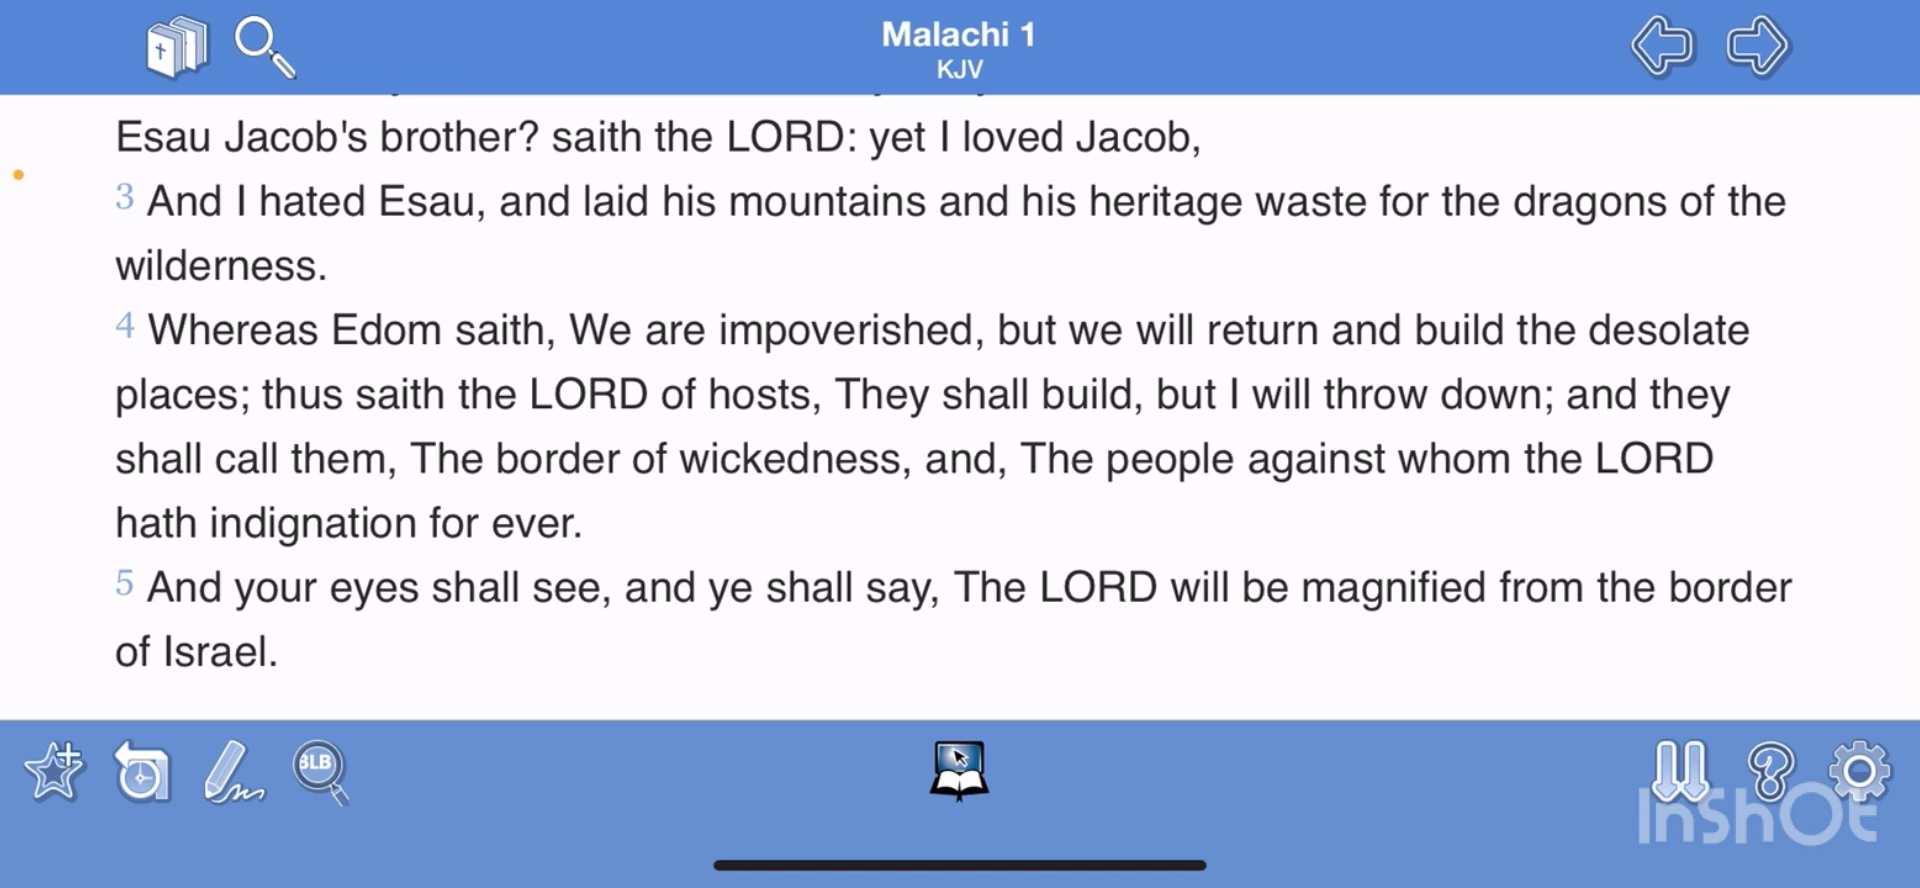 Malachi 1
KJV
Esau Jacob's brother? saith the LORD: yet I loved Jacob,
3 And I hated Esau, and laid his mountains and his heritage waste for the dragons of the
wilderness.
4 Whereas Edom saith, We are impoverished, but we will return and build the desolate
places; thus saith the LORD of hosts, They shall build, but I will throw down; and they
shall call them, The border of wickedness, and, The people against whom the LORD
hath indignation for ever.
5 And your eyes shall see, and ye shall say, The LORD will be magnified from the border
of Israel.
BLB
InShOt